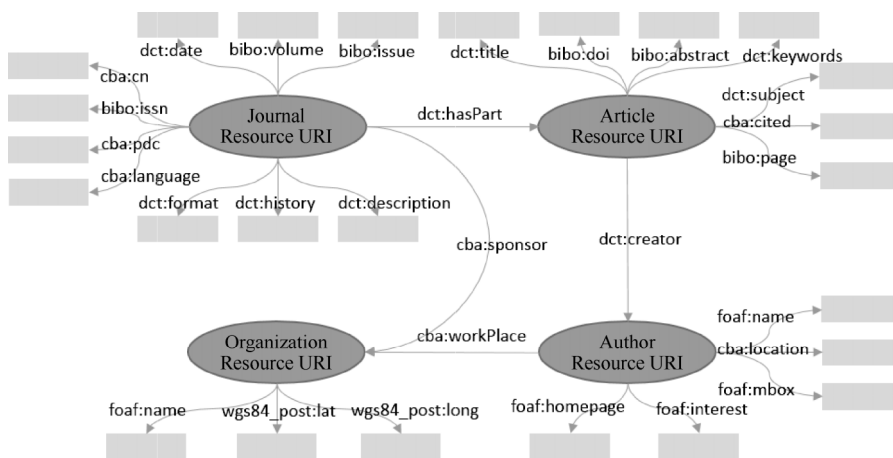 dct:date
bibo:volume
bibo:issue
dct:title
bibo:doi
bibo:abstract
dct:keywords
cba:cn
bibo:issn
cba:pdc
cba:language
Journal
Resource URI
dct:hasPart
Article
Resource URI
dct:subject
cba:cited
bibo:page
dct:format
dct:history
dct:description
cba:sponsor
dct:creator
Organization
Resource URI
cba:workPlace
Author
Resource URI
foaf:name
cba:location
foaf:mbox
foaf:name
wgs84_post:lat
wgs84_post:long
foaf:homepage
foaf:interest